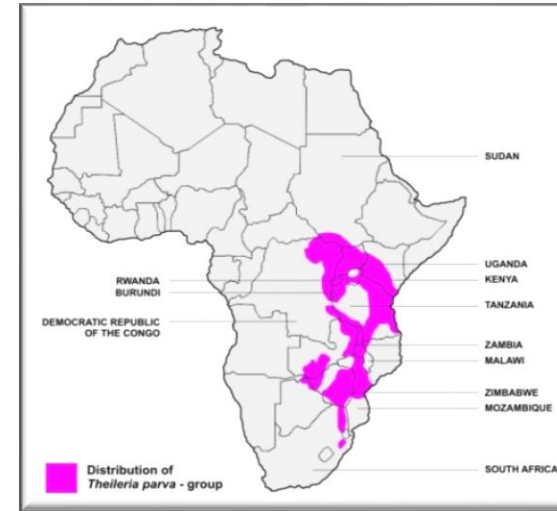 SUDAN
UGANDA
RWANDA
KENYA
BURUNDI
TANZANIA
DEMOCRATIC REPUBLIC
OF THE CONGO
ZAMBIA
MALAWI
ZIMBABWE
MOZAMBIQUE
SOUTH AFRICA
Distribution of
Theileria parva - group